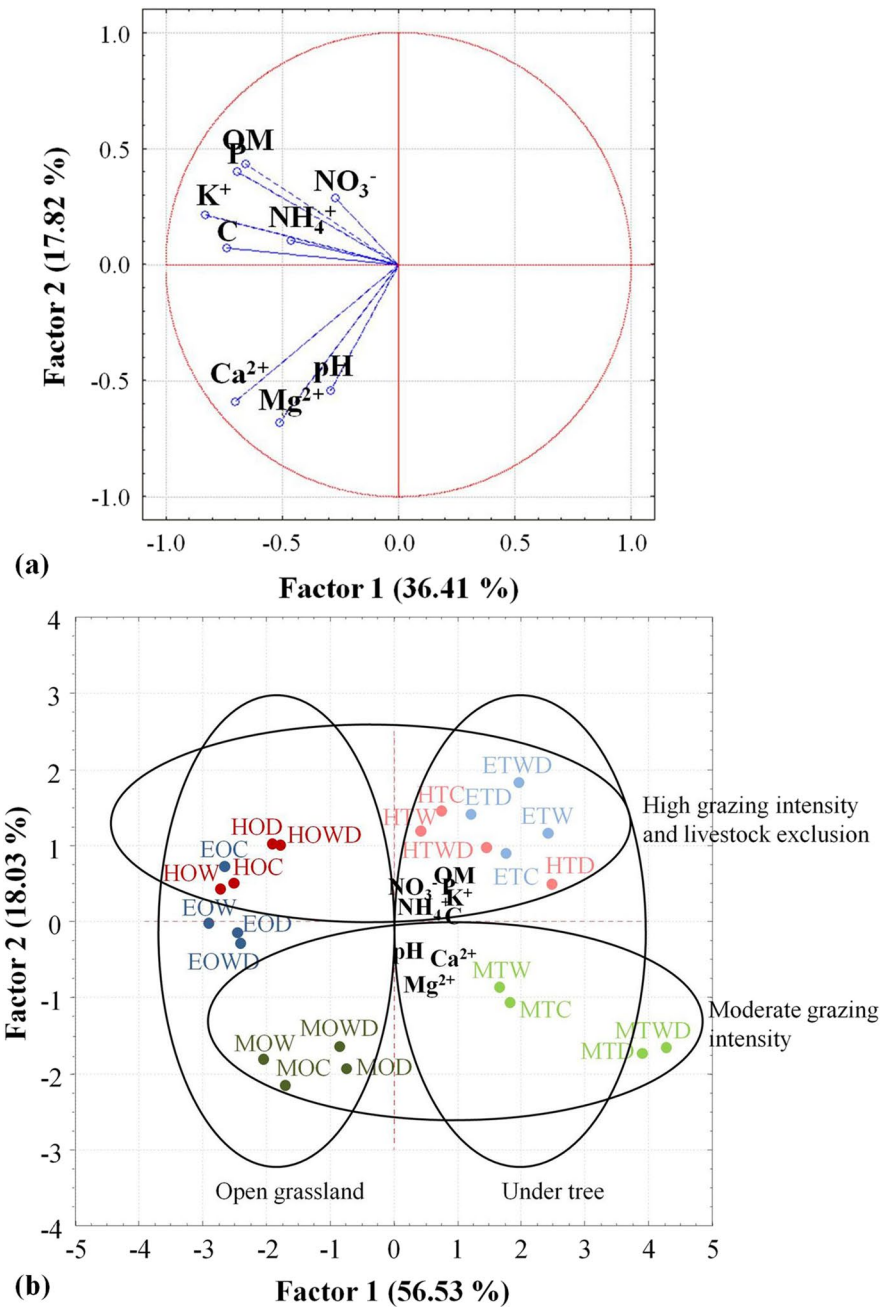 1.0
0.5
0.0
-0.5
-1.0
Factor 2 (17.82 %)
OM
P
NO₃⁻
K⁺
NH₄⁺
C
pH
Ca²⁺
Mg²⁺
-1.0 -0.5 0.0 0.5 1.0
(a)
Factor 1 (36.41 %)
4
3
2
1
0
-1
-2
-3
-4
Factor 2 (18.03 %)
ETWD
HTC ETD
HTW ETW
HOD
HOWD
HTWD
EOC
HOW HOC
ETC HTD
OM
NO₃⁻ P
K⁺
NH₄⁺ C
EOW EOD
EOWD
pH Ca²⁺
Mg²⁺
MTW
MTC
MOWD
MTWD
MOW
MTD
MOC MOD
High grazing intensity
and livestock exclusion
Moderate grazing
intensity
Open grassland
Under tree
-5 -4 -3 -2 -1 0 1 2 3 4 5
(b)
Factor 1 (56.53 %)